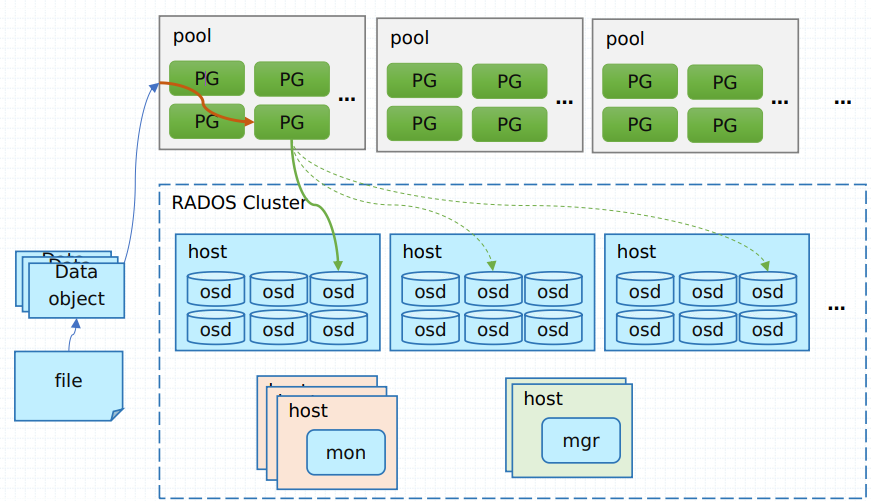 pool
PG PG
PG PG ...
pool
PG PG
PG PG ...
pool
PG PG
PG PG ...
...
RADOS Cluster
host
osd osd osd
osd osd osd
host
osd osd osd
osd osd osd
host
osd osd osd
osd osd osd
...
Data
object
file
host
mon
host
mgr